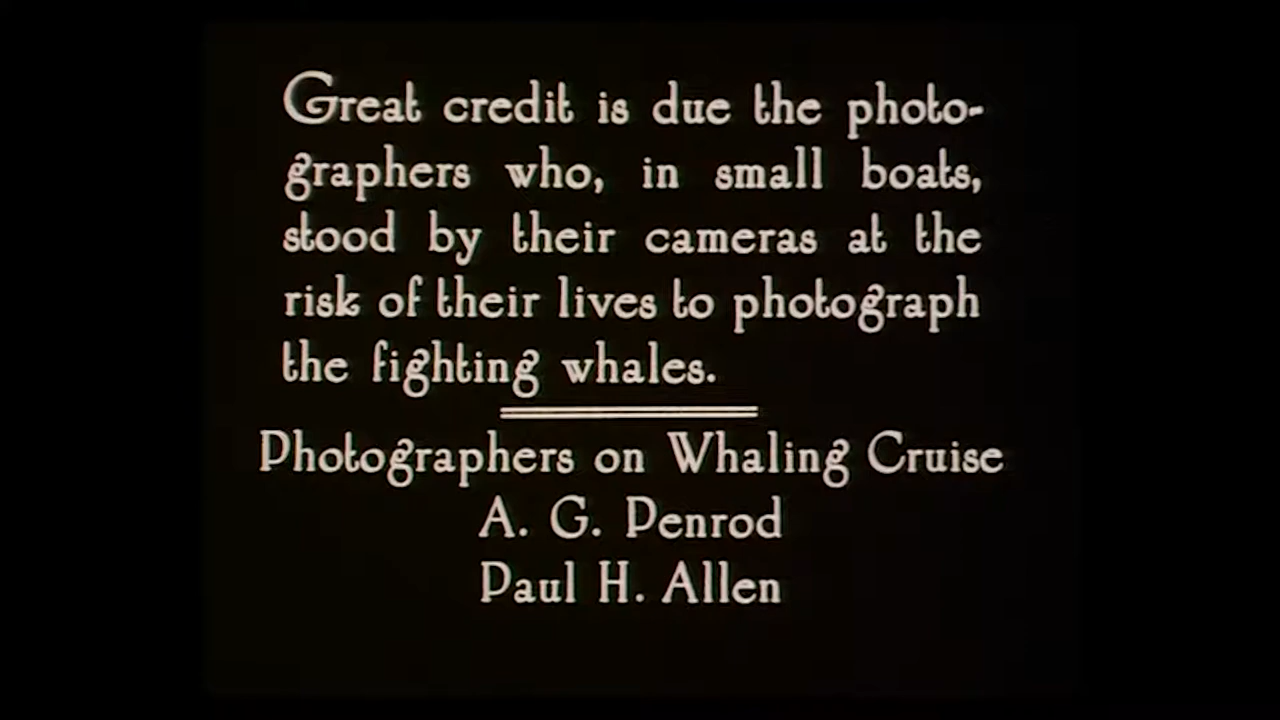 Great credit is due the photo-
graphers who, in small boats,
stood by their cameras at the
risk of their lives to photograph
the fighting whales.
Photographers on Whaling Cruise
A. G. Penrod
Paul H. Allen